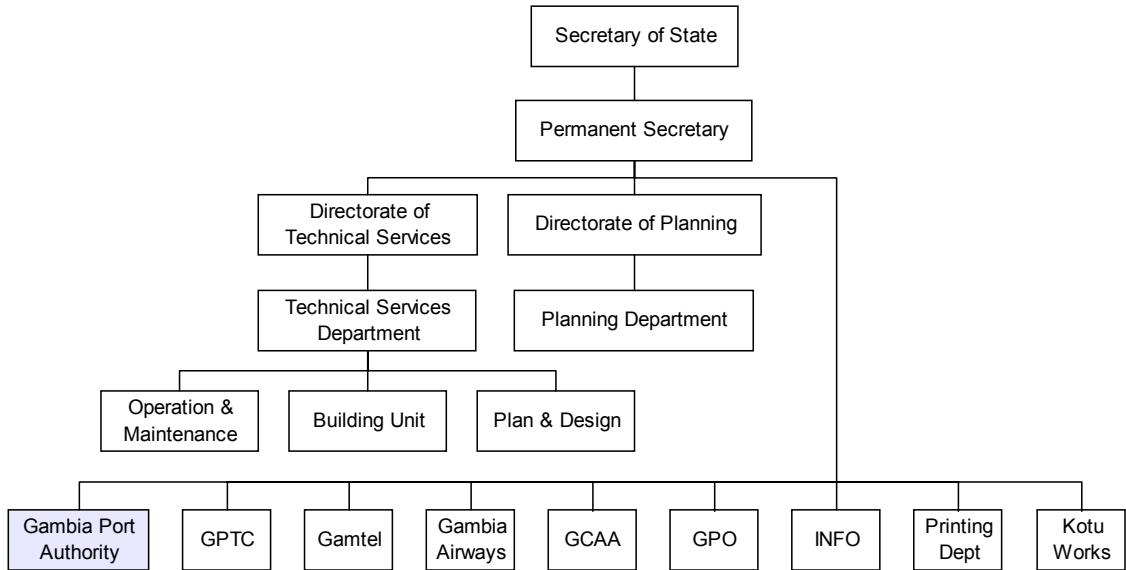 Secretary of State
Permanent Secretary
Directorate of
Technical Services
Directorate of Planning
Technical Services
Department
Planning Department
Operation &
Maintenance
Building Unit
Plan & Design
Gambia Port
Authority
GPTC
Gamtel
Gambia
Airways
GCAA
GPO
INFO
Printing
Dept
Kotu
Works